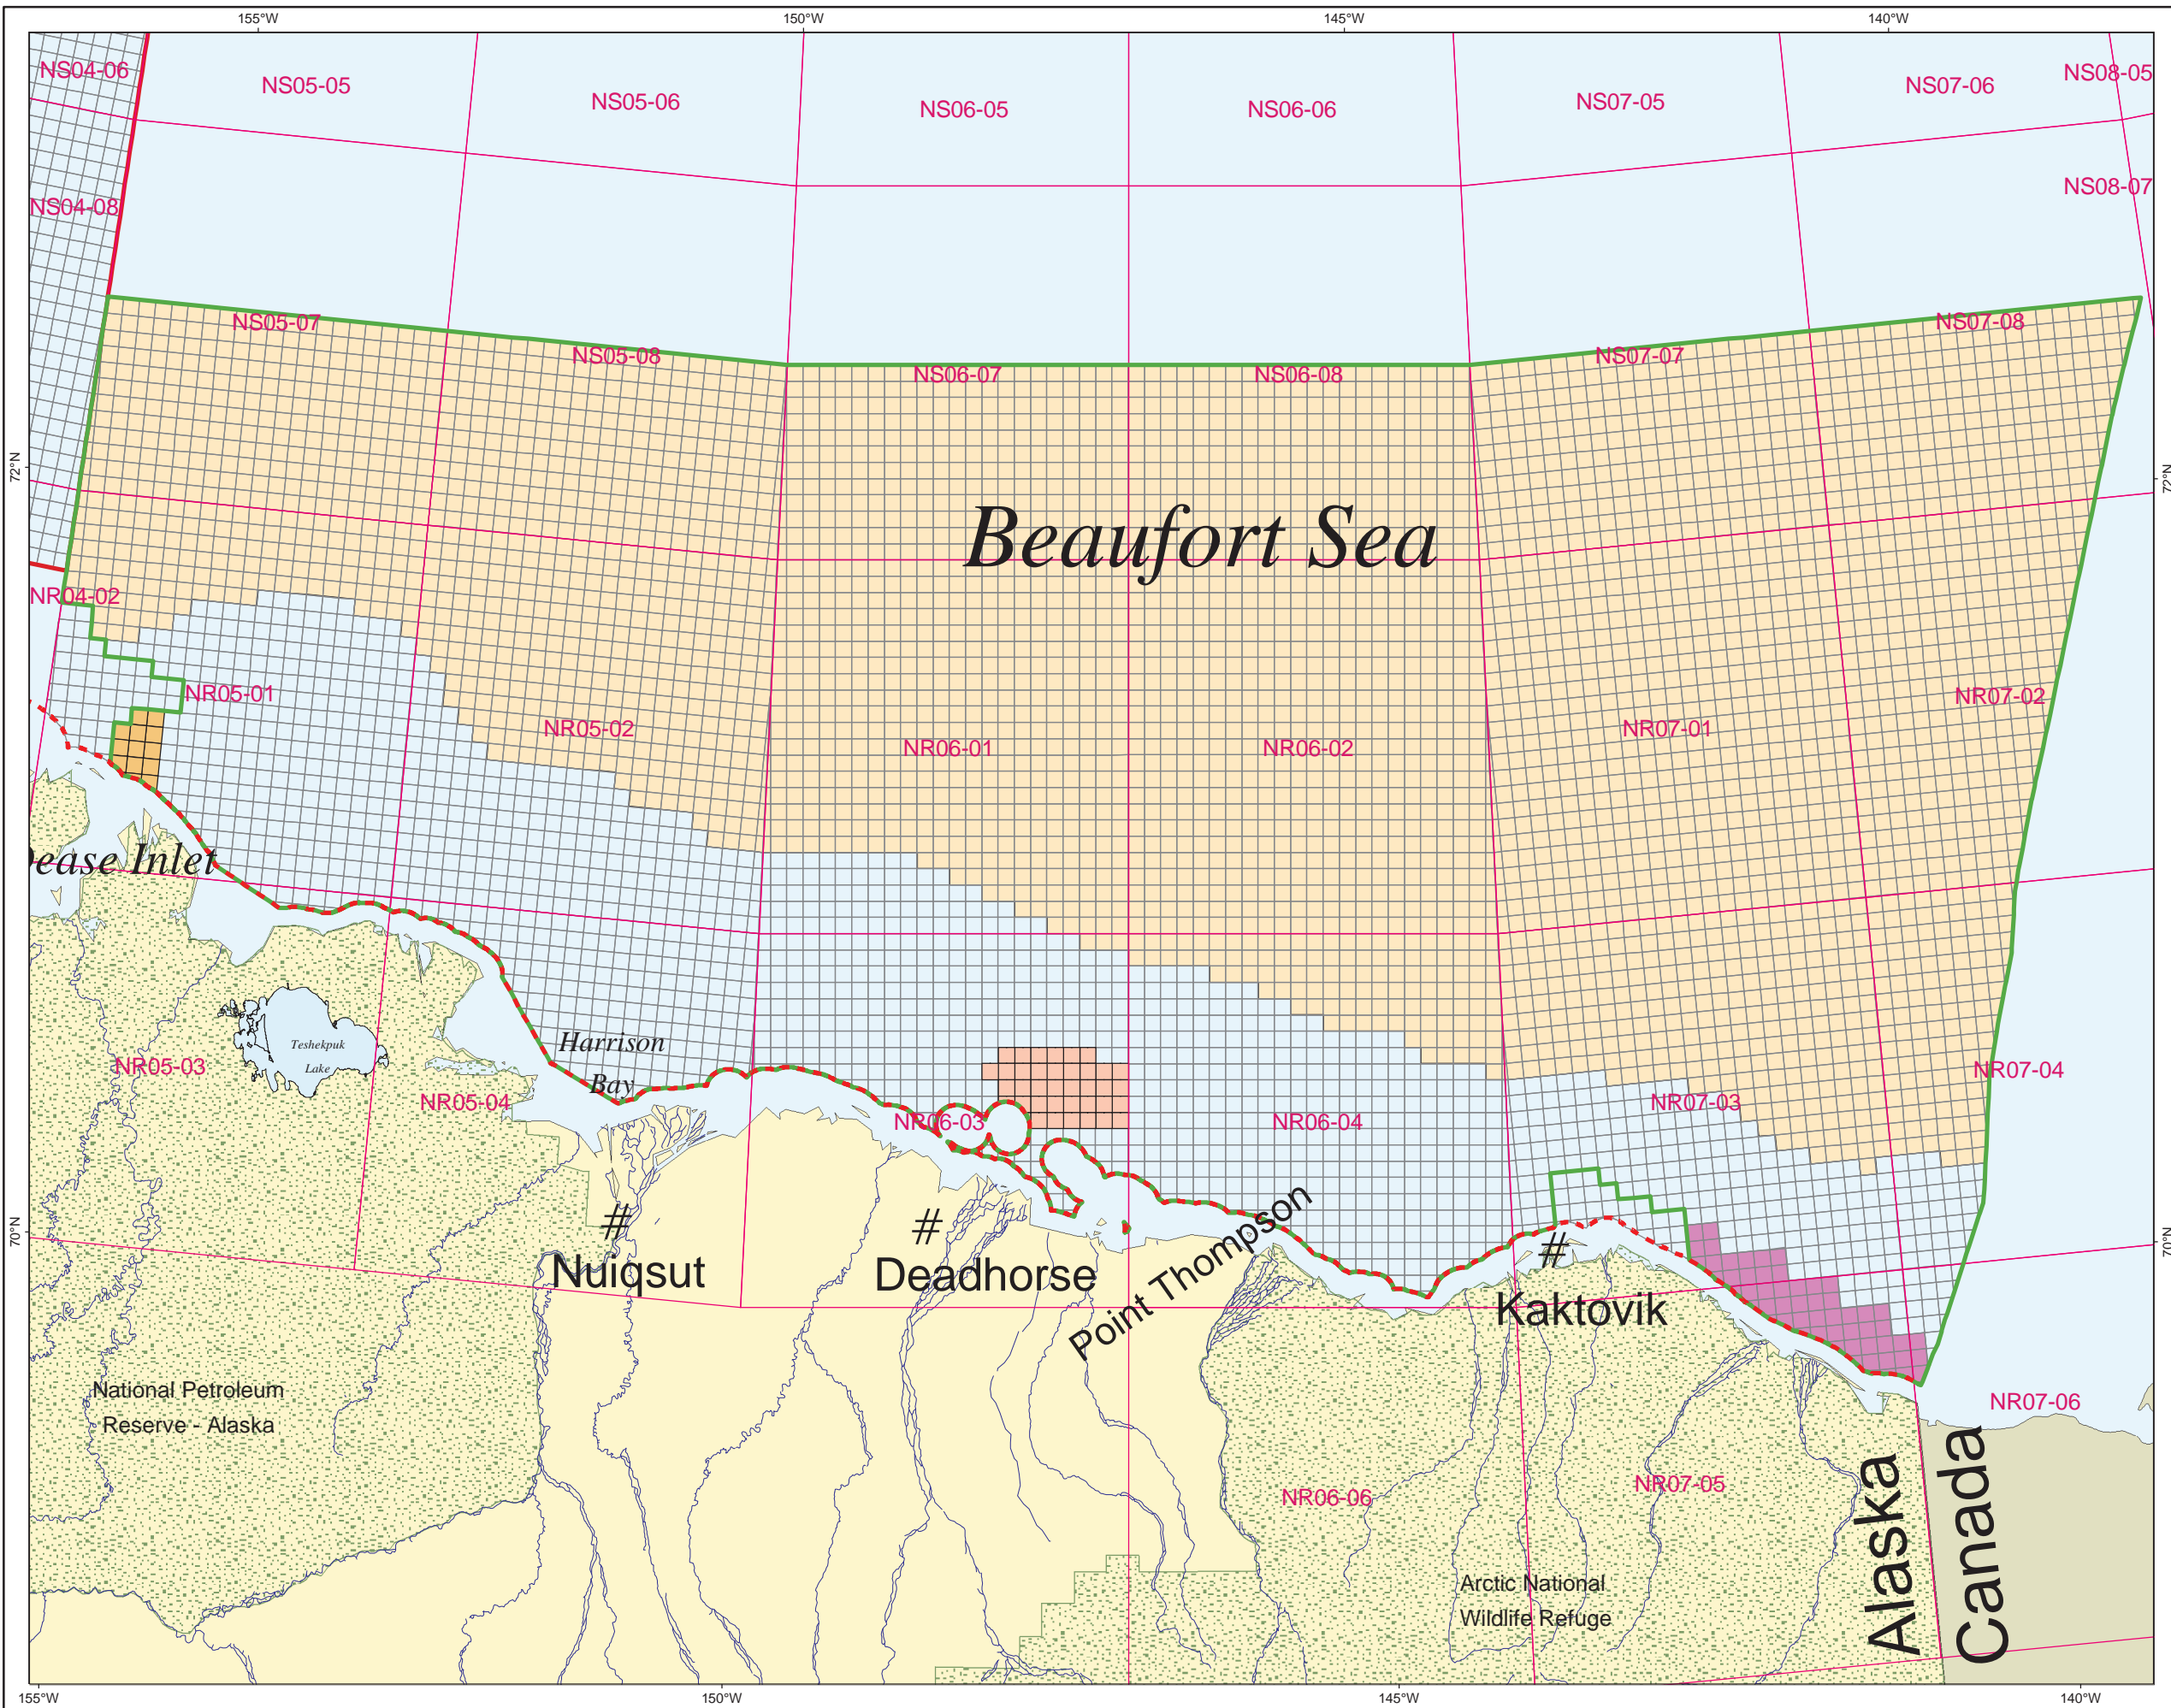 155°W
150°W
145°W
140°W
NS04-06
NS05-05
NS05-06
NS06-05
NS06-06
NS07-05
NS07-06
NS08-05
NS04-08
NS08-07
NS05-07
NS05-08
NS06-07
NS06-08
NS07-07
NS07-08
72°N
72°N
Beaufort Sea
NR04-02
NR05-01
NR05-02
NR06-01
NR06-02
NR07-01
NR07-02
ease Inlet
Harrison
Bay
Teshekpuk
Lake
NR05-03
NR05-04
NR06-03
NR06-04
NR07-03
NR07-04
70°N
70°N
#
Nuiqsut
#
Deadhorse
Point Thompson
#
Kaktovik
National Petroleum
Reserve - Alaska
NR06-06
NR07-05
NR07-06
Arctic National
Wildlife Refuge
Alaska
Canada
155°W
150°W
145°W
140°W